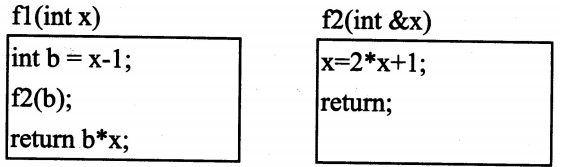 f1(int x)
int b = x-1;
f2(b);
return b*x;
f2(int &x)
x=2*x+1;
return;